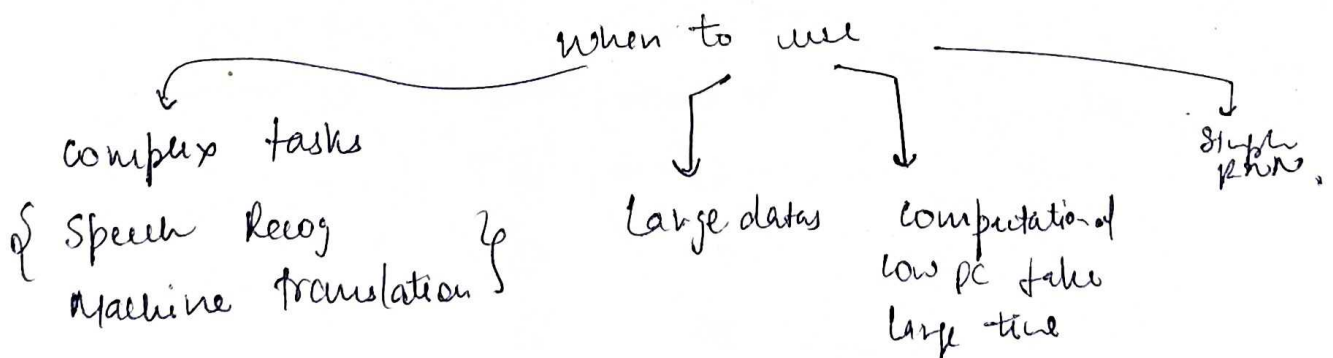 When to use
complex tasks
{ Speech Recog
Machine translation }
Large datas
computational
low PC take
large time
Simple
RNN.